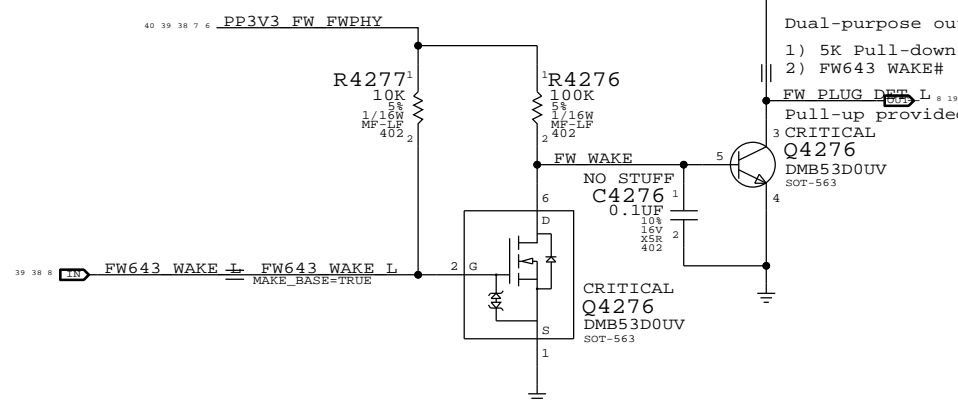 40 39 38 7 6 PP3V3_FW_FWPHY
Dual-purpose ou
1) 5K Pull-down
2) FW643 WAKE#
R4277 1
10K
5%
1/16W
MF-LF
402
2
1 R4276
100K
5%
1/16W
MF-LF
402
2
FW_PLUG_DET_L OUT 8 19
Pull-up provide
3 CRITICAL
Q4276
DMB53D0UV
SOT-563
5
4
FW_WAKE
NO STUFF
C4276 1
0.1UF
10%
16V
X5R
402
2
6
D
39 38 8 IN FW643_WAKE_L FW643_WAKE_L
MAKE_BASE=TRUE
2 G
S
1
CRITICAL
Q4276
DMB53D0UV
SOT-563